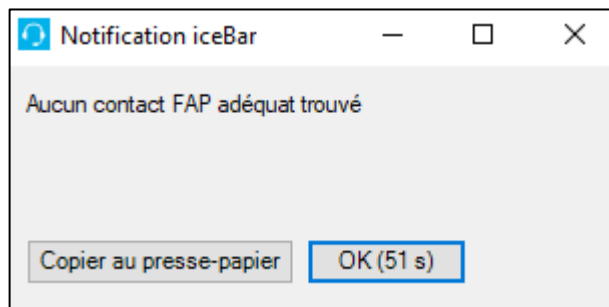 Notification iceBar
Aucun contact FAP adéquat trouvé
Copier au presse-papier OK (51 s)